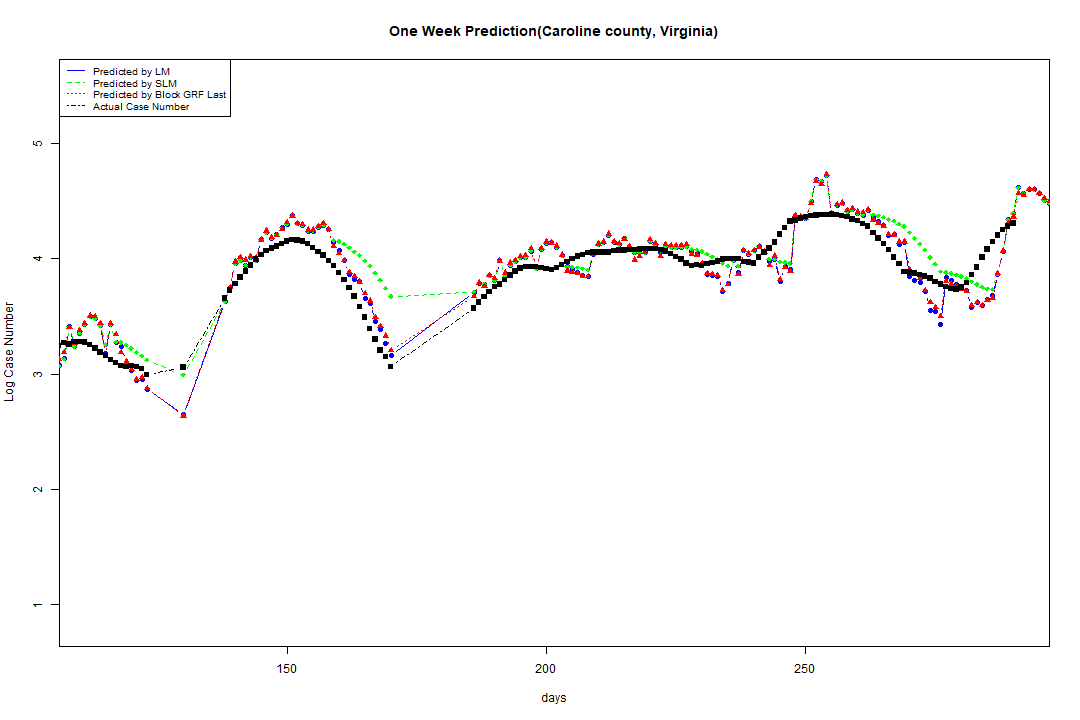 One Week Prediction(Caroline county, Virginia)
Predicted by LM
Predicted by SLM
Predicted by Block GRF Last
Actual Case Number
5
4
3
2
1
Log Case Number
150
200
250
days